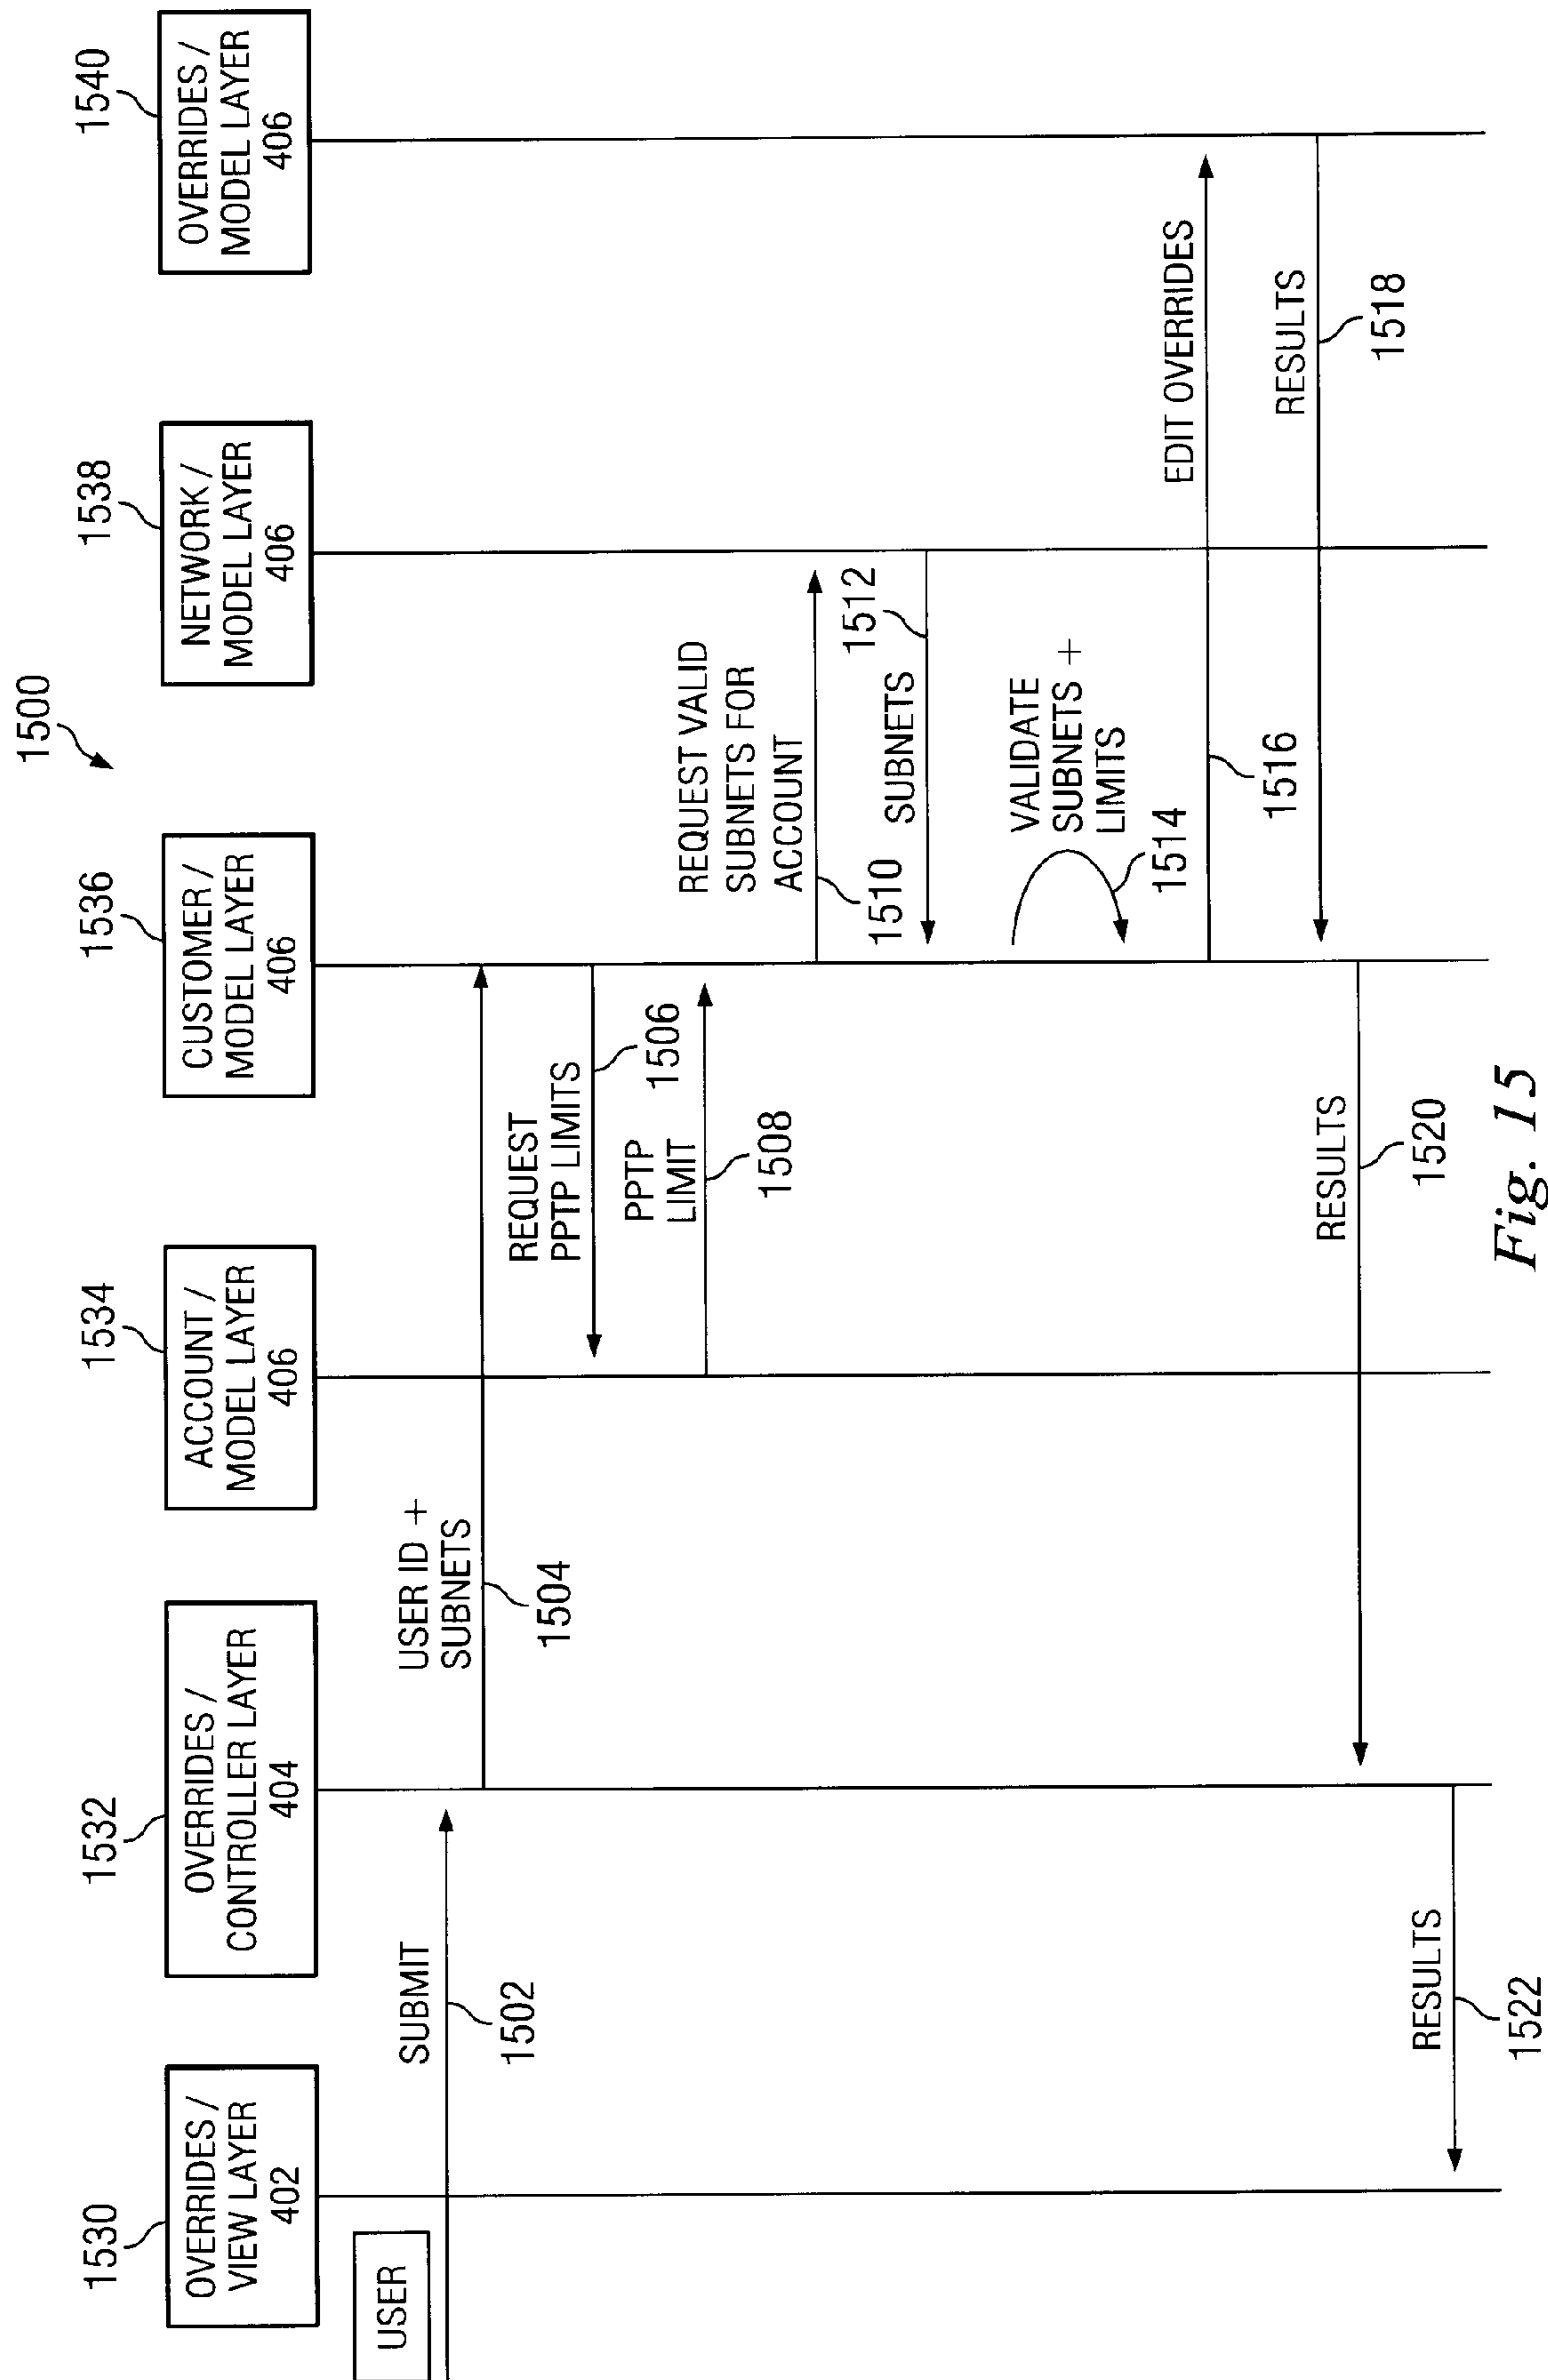 1500
1530
OVERRIDES /
VIEW LAYER
402
1532
OVERRIDES /
CONTROLLER LAYER
404
1534
ACCOUNT /
MODEL LAYER
406
1536
CUSTOMER /
MODEL LAYER
406
1538
NETWORK /
MODEL LAYER
406
1540
OVERRIDES /
MODEL LAYER
406
USER
SUBMIT
1502
USER ID +
SUBNETS
1504
REQUEST
PPTP LIMITS
1506
PPTP
LIMIT
1508
REQUEST VALID
SUBNETS FOR
ACCOUNT
1510
1512
SUBNETS
VALIDATE
SUBNETS +
LIMITS
1514
EDIT OVERRIDES
1516
RESULTS
1518
RESULTS
1520
RESULTS
1522
Fig. 15